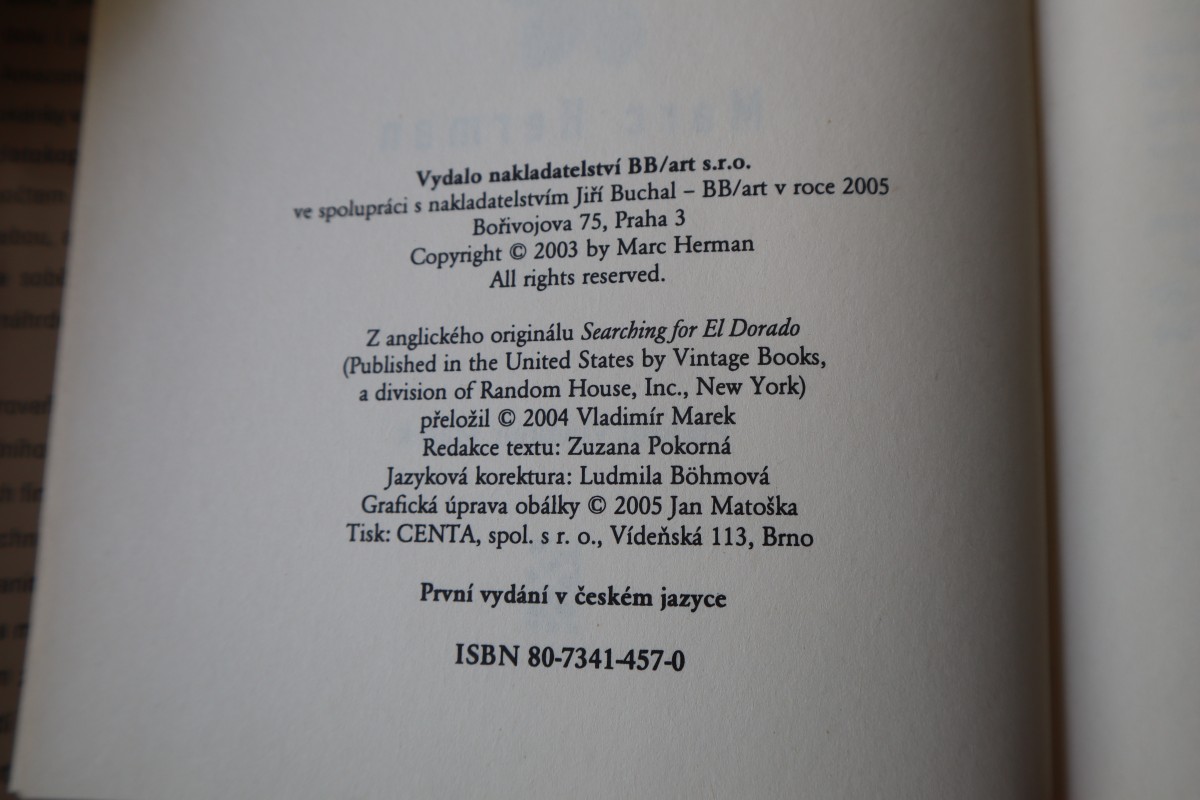 Vydalo nakladatelství BB/art s.r.o.
ve spolupráci s nakladatelstvím Jiří Buchal – BB/art v roce 2005
Bořivojova 75, Praha 3
Copyright © 2003 by Marc Herman
All rights reserved.
Z anglického originálu Searching for El Dorado
(Published in the United States by Vintage Books,
a division of Random House, Inc., New York)
přeložil © 2004 Vladimír Marek
Redakce textu: Zuzana Pokorná
Jazyková korektura: Ludmila Böhmová
Grafická úprava obálky © 2005 Jan Matoška
Tisk: CENTA, spol. s r. o., Vídeňská 113, Brno
První vydání v českém jazyce
ISBN 80-7341-457-0